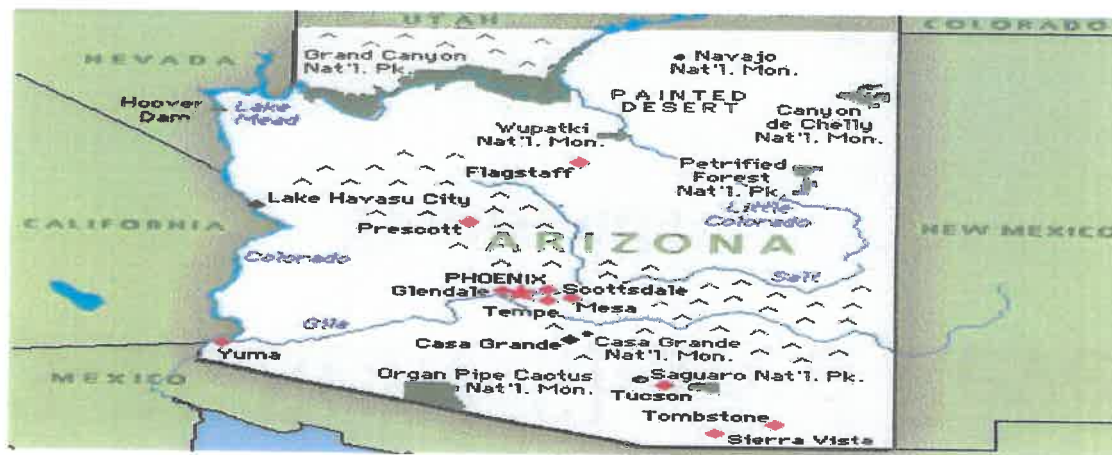 UTAH
COLORADO
NEVADA
Grand Canyon
Nat'l. Pk.
Navajo
Nat'l. Mon.
PAINTED
DESERT
Hoover
Dam
Lake
Mead
Canyon
de Chelly
Nat'l. Mon.
Wupatki
Nat'l. Mon.
Flagstaff
Petrified
Forest
Nat'l. Pk.
Lake Havasu City
Little
Colorado
CALIFORNIA
Prescott
ARIZONA
NEW MEXICO
Colorado
Salt
PHOENIX
Glendale
Scottsdale
Mesa
Tempe
Gila
Yuma
Casa Grande
Casa Grande
Nat'l. Mon.
MEXICO
Organ Pipe Caotus
Nat'l. Mon.
Saguaro Nat'l. Pk.
Tucson
Tombstone
Sierra Vista